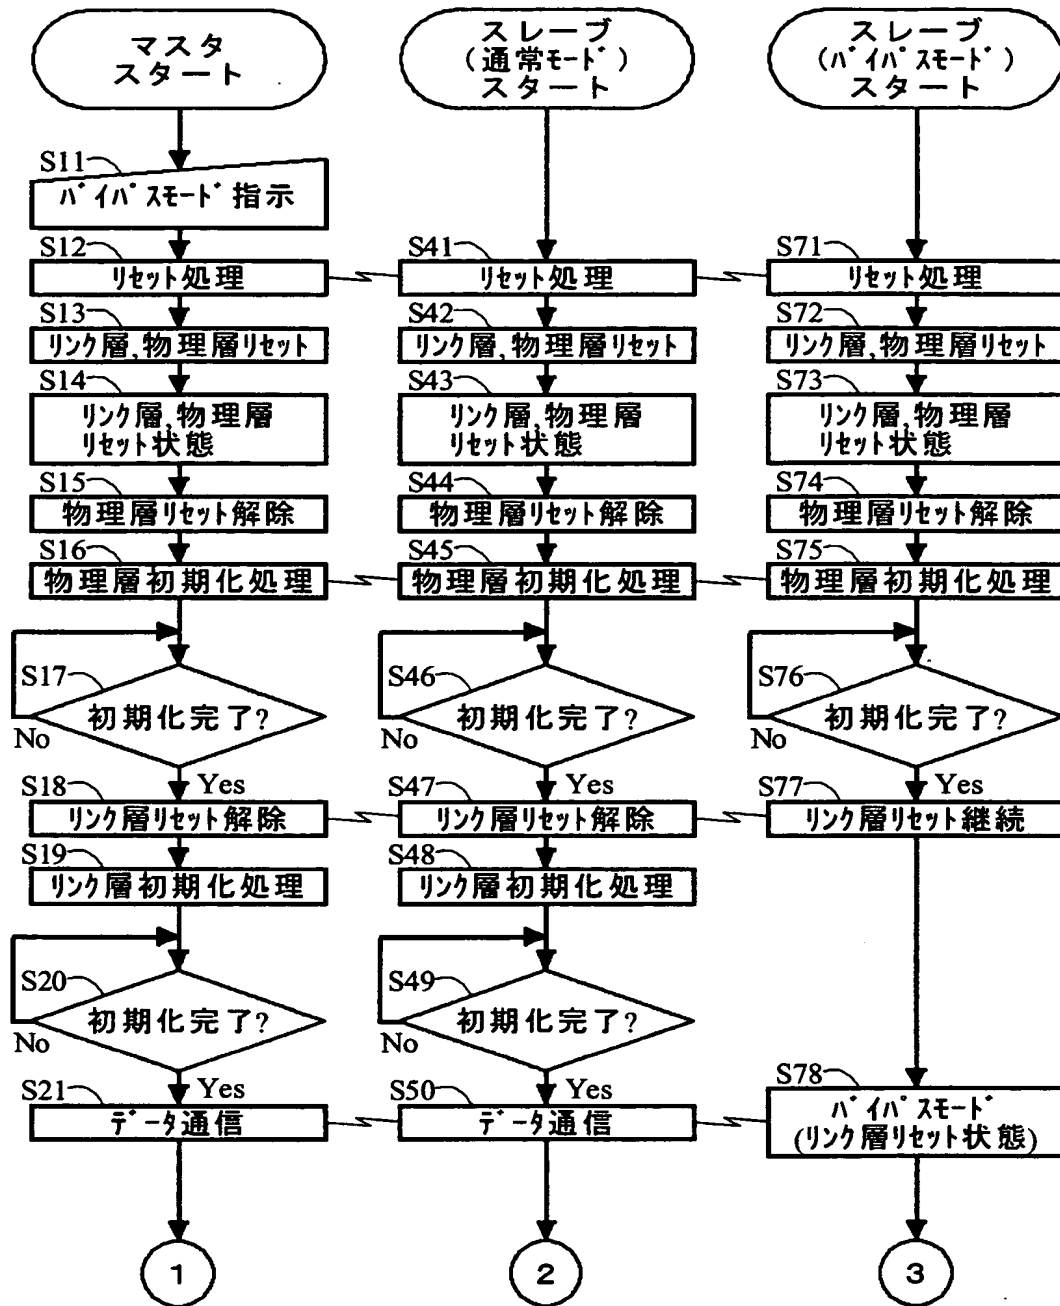 マスタ
スタート
S11
バイパスモード指示
S12
リセット処理
S13
リンク層,物理層リセット
S14
リンク層,物理層
リセット状態
S15
物理層リセット解除
S16
物理層初期化処理
S17
初期化完了?
No
Yes
S18
リンク層リセット解除
S19
リンク層初期化処理
S20
初期化完了?
No
Yes
S21
データ通信
1
スレーブ
(通常モード)
スタート
S41
リセット処理
S42
リンク層,物理層リセット
S43
リンク層,物理層
リセット状態
S44
物理層リセット解除
S45
物理層初期化処理
S46
初期化完了?
No
Yes
S47
リンク層リセット解除
S48
リンク層初期化処理
S49
初期化完了?
No
Yes
S50
データ通信
2
スレーブ
(バイパスモード)
スタート
S71
リセット処理
S72
リンク層,物理層リセット
S73
リンク層,物理層
リセット状態
S74
物理層リセット解除
S75
物理層初期化処理
S76
初期化完了?
No
Yes
S77
リンク層リセット継続
S78
バイパスモード
(リンク層リセット状態)
3